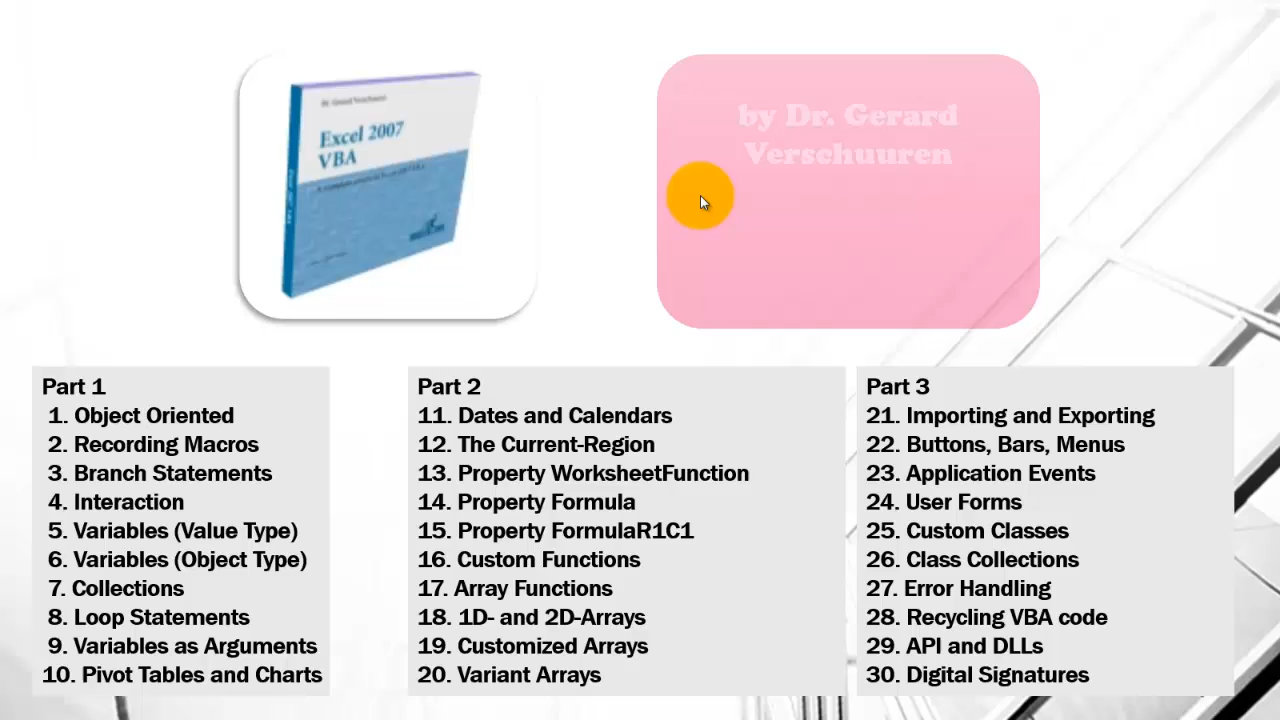 Dr. Gerard Verschuuren
Excel 2007
VBA
by Dr. Gerard
Verschuuren
Part 1
1. Object Oriented
2. Recording Macros
3. Branch Statements
4. Interaction
5. Variables (Value Type)
6. Variables (Object Type)
7. Collections
8. Loop Statements
9. Variables as Arguments
10. Pivot Tables and Charts
Part 2
11. Dates and Calendars
12. The Current-Region
13. Property WorksheetFunction
14. Property Formula
15. Property FormulaR1C1
16. Custom Functions
17. Array Functions
18. 1D- and 2D-Arrays
19. Customized Arrays
20. Variant Arrays
Part 3
21. Importing and Exporting
22. Buttons, Bars, Menus
23. Application Events
24. User Forms
25. Custom Classes
26. Class Collections
27. Error Handling
28. Recycling VBA code
29. API and DLLs
30. Digital Signatures